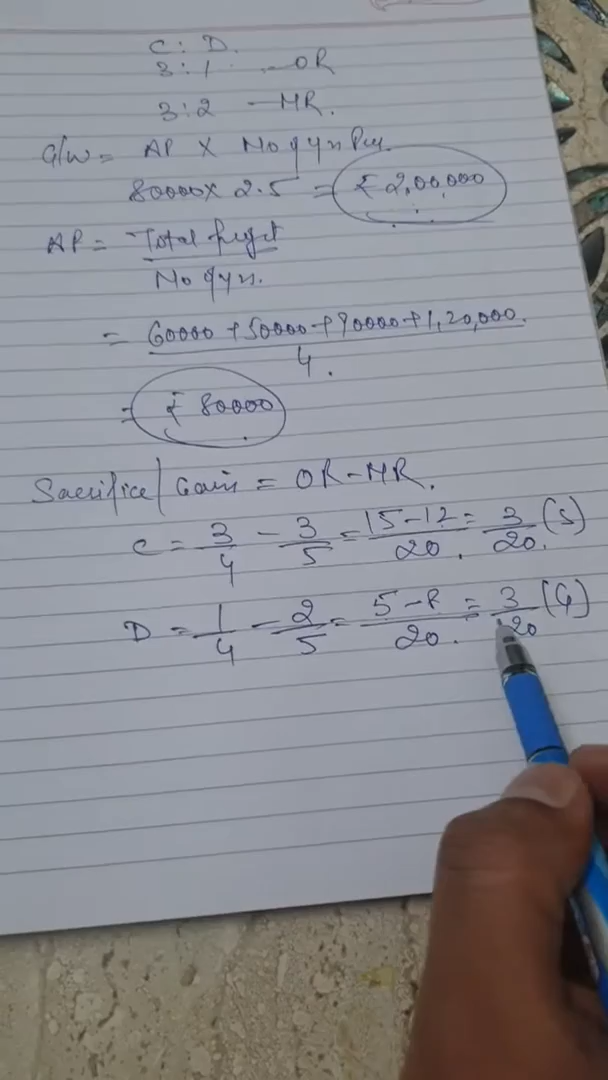 C : D.
3 : 1 - OR
3 : 2 - NR.
G/w = AP X No of yrs Pur.
80000 X 2.5 = ₹ 2,00,000
AP = Total profit
No of yrs.
= 60000 + 50000 + 90000 + 1,20,000.
4.
= ₹ 80000
Sacrifice/Gain = OR - NR.
C = 3/4 - 3/5 = 15-12/20. = 3/20. (S)
D = 1/4 - 2/5 = 5-8/20. = 3/20 (G)